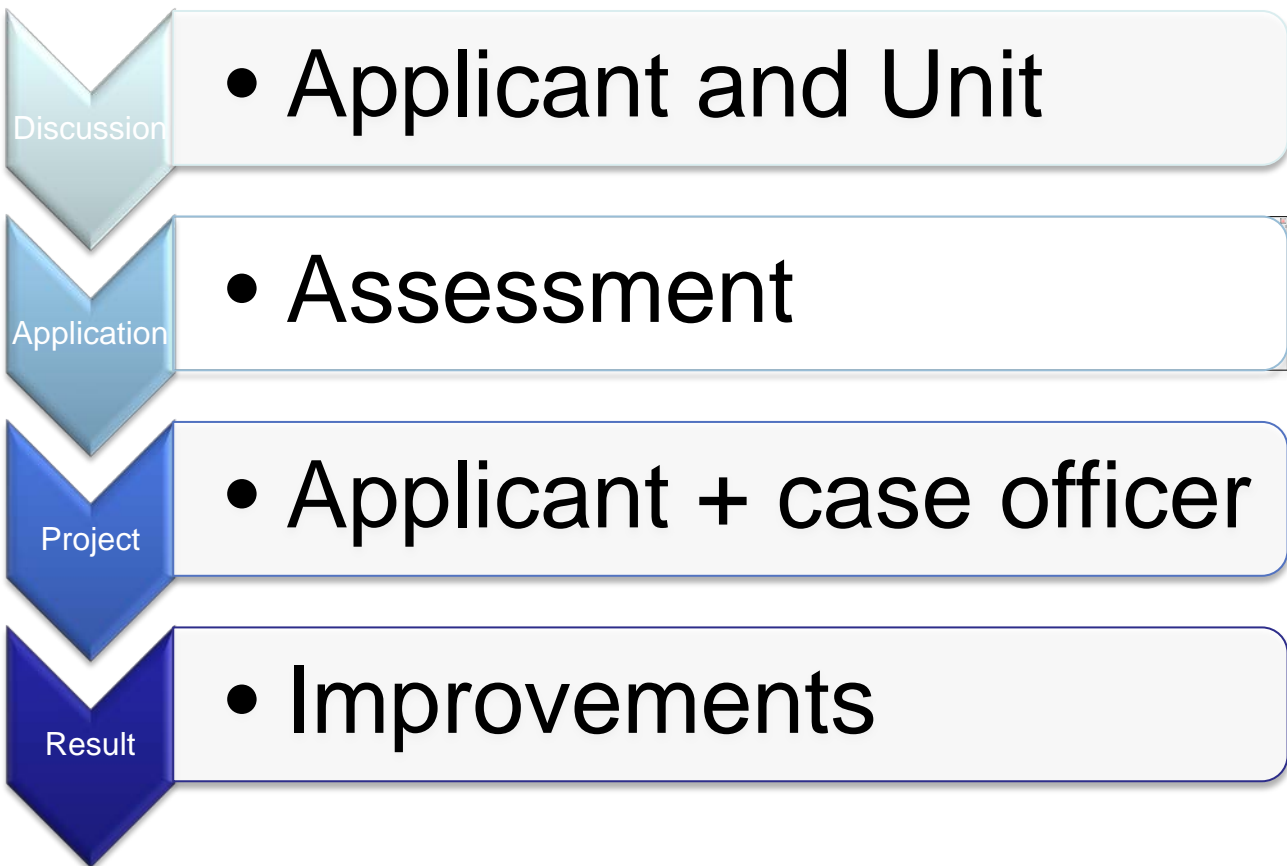 Discussion
• Applicant and Unit
Application
• Assessment
Project
• Applicant + case officer
Result
• Improvements